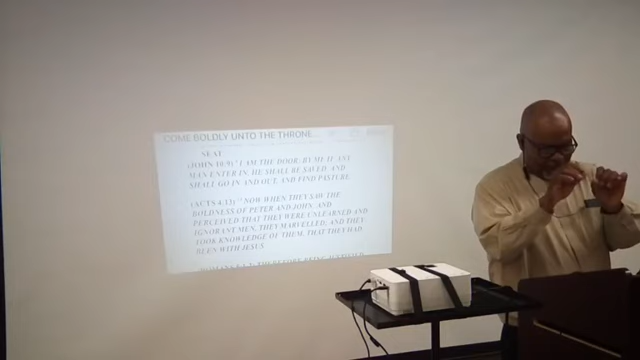 COME BOLDLY UNTO THE THRONE...
SEAT
(JOHN 10:9) 9 I AM THE DOOR: BY ME IF ANY
MAN ENTER IN, HE SHALL BE SAVED, AND
SHALL GO IN AND OUT, AND FIND PASTURE.
(ACTS 4:13) 13 NOW WHEN THEY SAW THE
BOLDNESS OF PETER AND JOHN, AND
PERCEIVED THAT THEY WERE UNLEARNED AND
IGNORANT MEN, THEY MARVELLED; AND THEY
TOOK KNOWLEDGE OF THEM, THAT THEY HAD
BEEN WITH JESUS.